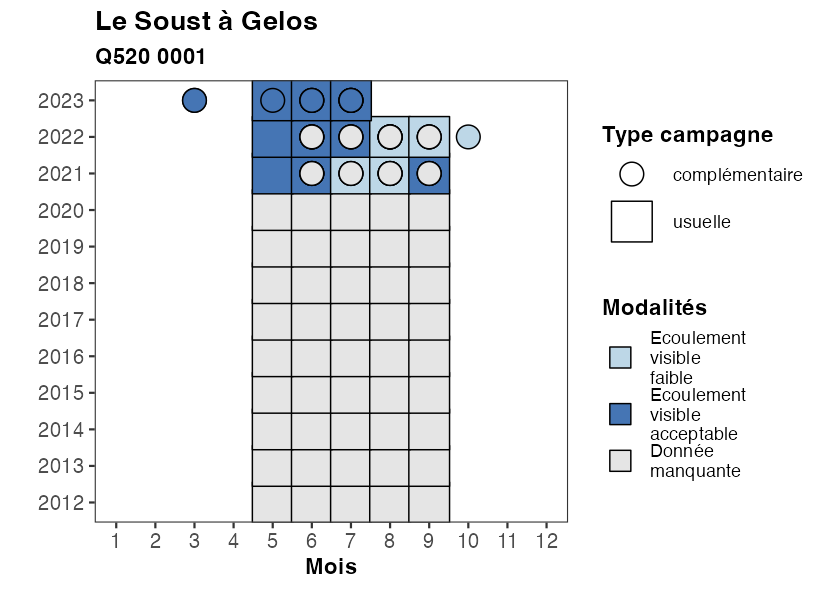 Le Soust à Gelos
Q520 0001
2023
2022
2021
2020
2019
2018
2017
2016
2015
2014
2013
2012
1 2 3 4 5 6 7 8 9 10 11 12
Mois
Type campagne
complémentaire
usuelle
Modalités
Ecoulement
visible
faible
Ecoulement
visible
acceptable
Donnée
manquante